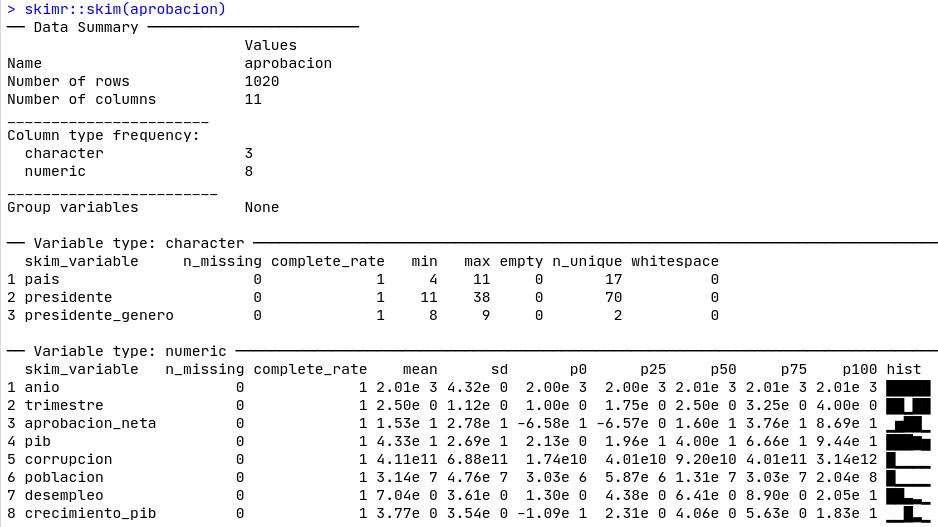 > skimr::skim(aprobacion)
── Data Summary ────────────────────────
                           Values
Name                       aprobacion
Number of rows             1020
Number of columns          11
_______________________
Column type frequency:
  character                3
  numeric                  8
________________________
Group variables            None

── Variable type: character ──────────────────────────────
  skim_variable     n_missing complete_rate   min   max empty n_unique whitespace
1 pais                      0             1     4    11     0       17          0
2 presidente                0             1    11    38     0       70          0
3 presidente_genero         0             1     8     9     0        2          0

── Variable type: numeric ──────────────────────────────
  skim_variable   n_missing complete_rate    mean      sd       p0     p25     p50     p75    p100 hist
1 anio                    0             1 2.01e 3 4.32e 0  2.00e 3  2.00e 3 2.01e 3 2.01e 3 2.01e 3 ▇▇▇▇▇
2 trimestre               0             1 2.50e 0 1.12e 0  1.00e 0  1.75e 0 2.50e 0 3.25e 0 4.00e 0 ▇▇▁▇▇
3 aprobacion_neta         0             1 1.53e 1 2.78e 1 -6.58e 1 -6.57e 0 1.60e 1 3.76e 1 8.69e 1 ▁▅▇▇▁
4 pib                     0             1 4.33e 1 2.69e 1  2.13e 0  1.96e 1 4.00e 1 6.66e 1 9.44e 1 ▇▇▇▆▅
5 corrupcion              0             1 4.11e11 6.88e11  1.74e10  4.01e10 9.20e10 4.01e11 3.14e12 ▇▁▁▁▁
6 poblacion               0             1 3.14e 7 4.76e 7  3.03e 6  5.87e 6 1.31e 7 3.03e 7 2.04e 8 ▇▁▁▁▁
7 desempleo               0             1 7.04e 0 3.61e 0  1.30e 0  4.38e 0 6.41e 0 8.90e 0 2.05e 1 ▇▇▃▂▁
8 crecimiento_pib         0             1 3.77e 0 3.54e 0 -1.09e 1  2.31e 0 4.06e 0 5.63e 0 1.83e 1 ▁▁▇▂▁